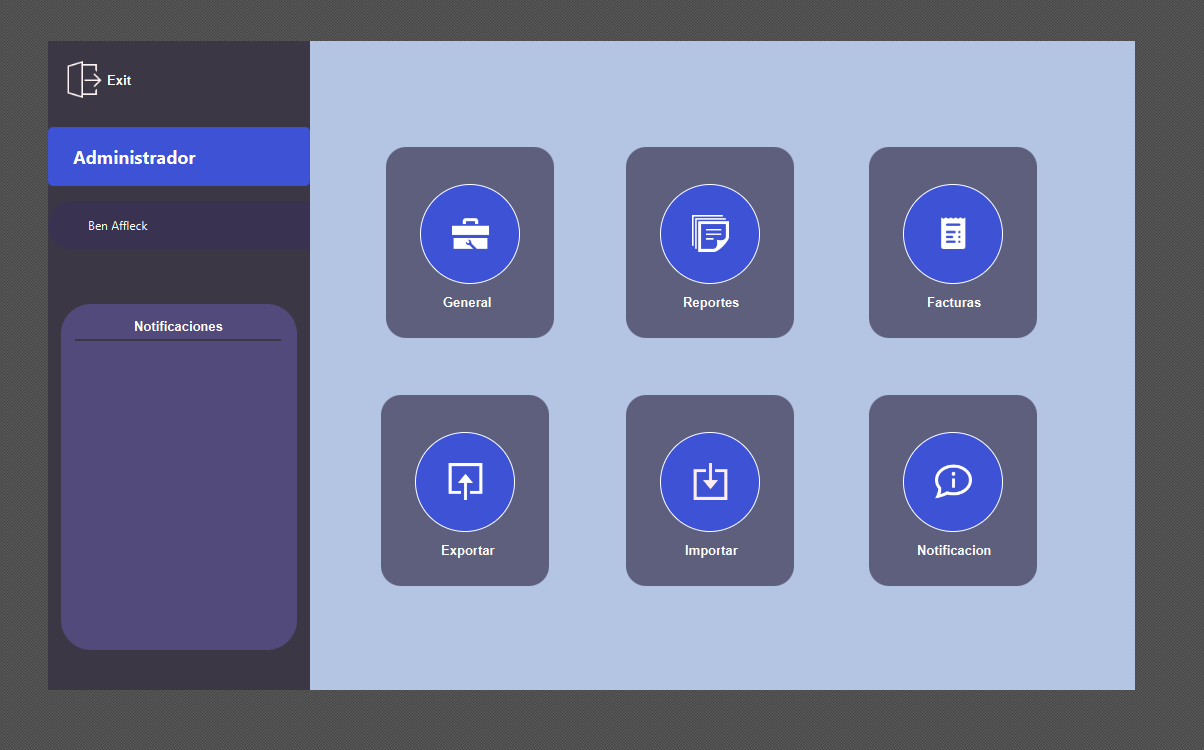 Exit
Administrador
Ben Affleck
Notificaciones
General
Reportes
Facturas
Exportar
Importar
Notificacion